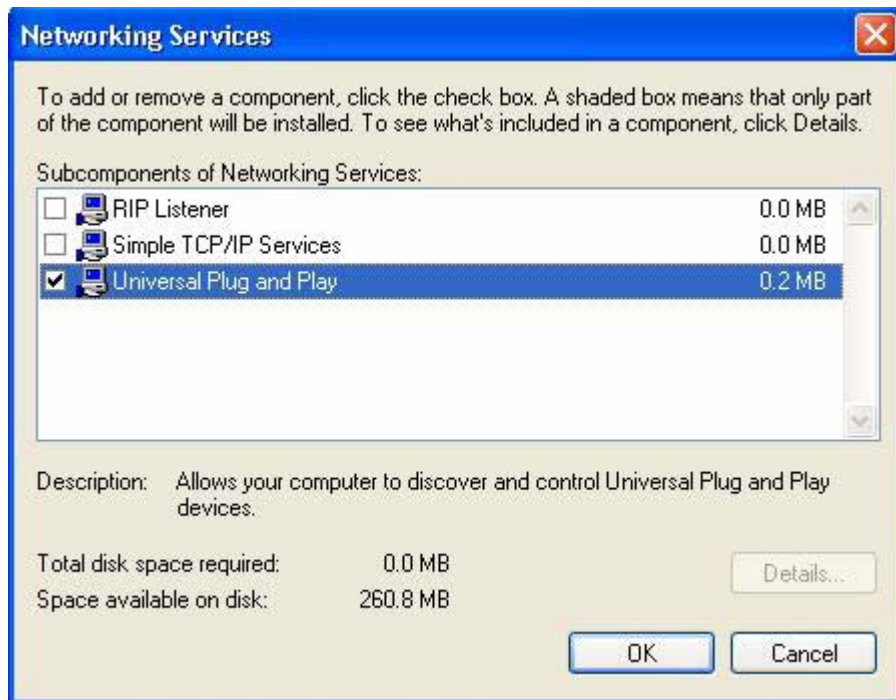 Networking Services
To add or remove a component, click the check box. A shaded box means that only part
of the component will be installed. To see what's included in a component, click Details.
Subcomponents of Networking Services:
RIP Listener 0.0 MB
Simple TCP/IP Services 0.0 MB
Universal Plug and Play 0.2 MB
Description: Allows your computer to discover and control Universal Plug and Play
devices.
Total disk space required: 0.0 MB
Details...
Space available on disk: 260.8 MB
OK Cancel